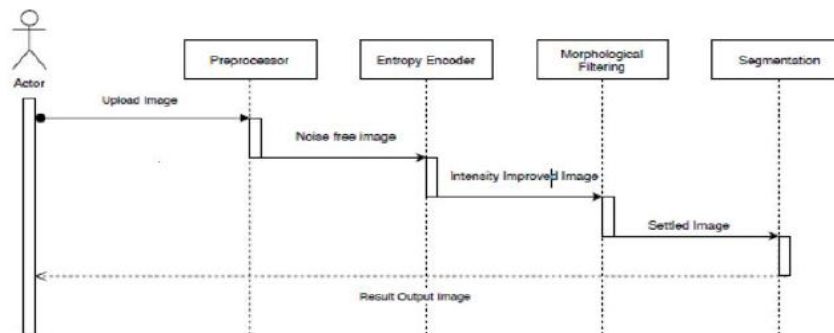 Preprocessor
Entropy Encoder
Morphological
Filtering
Segmentation
Actor
Upload Image
Noise free image
Intensity Improved Image
Settled Image
Result Output Image